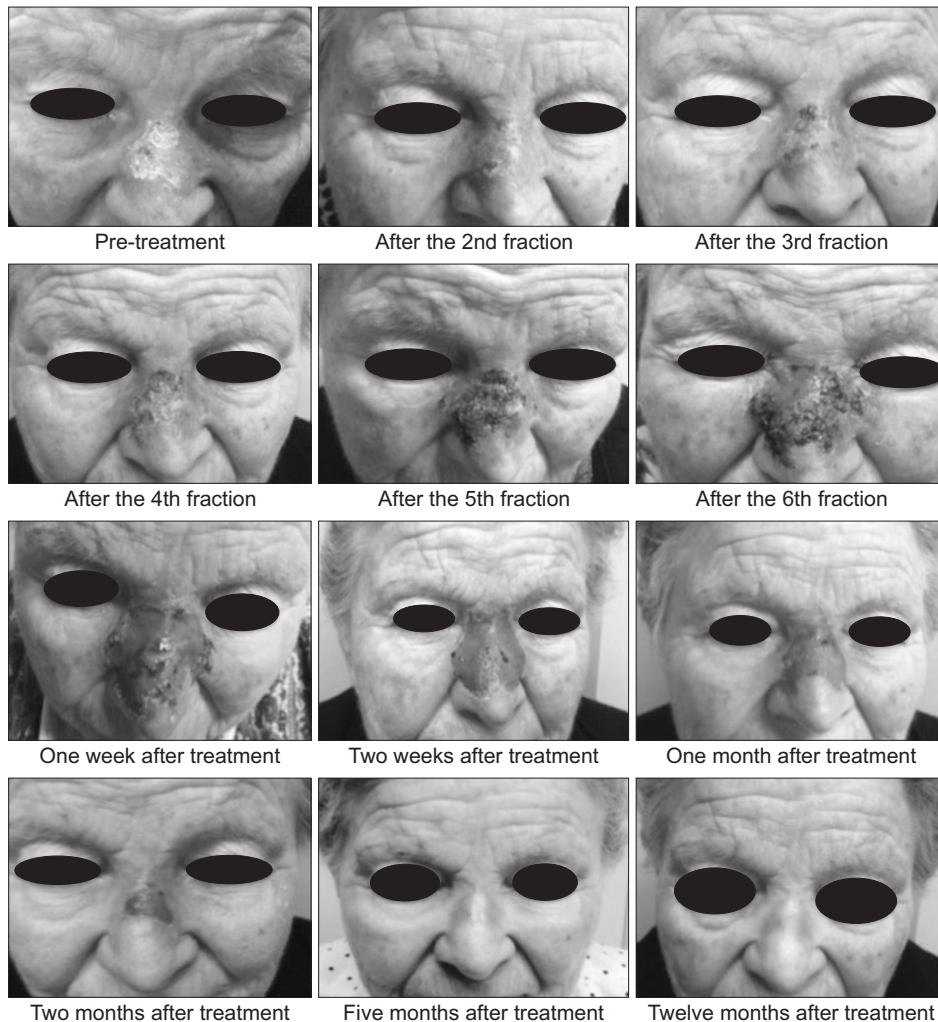 Pre-treatment
After the 2nd fraction
After the 3rd fraction
After the 4th fraction
After the 5th fraction
After the 6th fraction
One week after treatment
Two weeks after treatment
One month after treatment
Two months after treatment
Five months after treatment
Twelve months after treatment